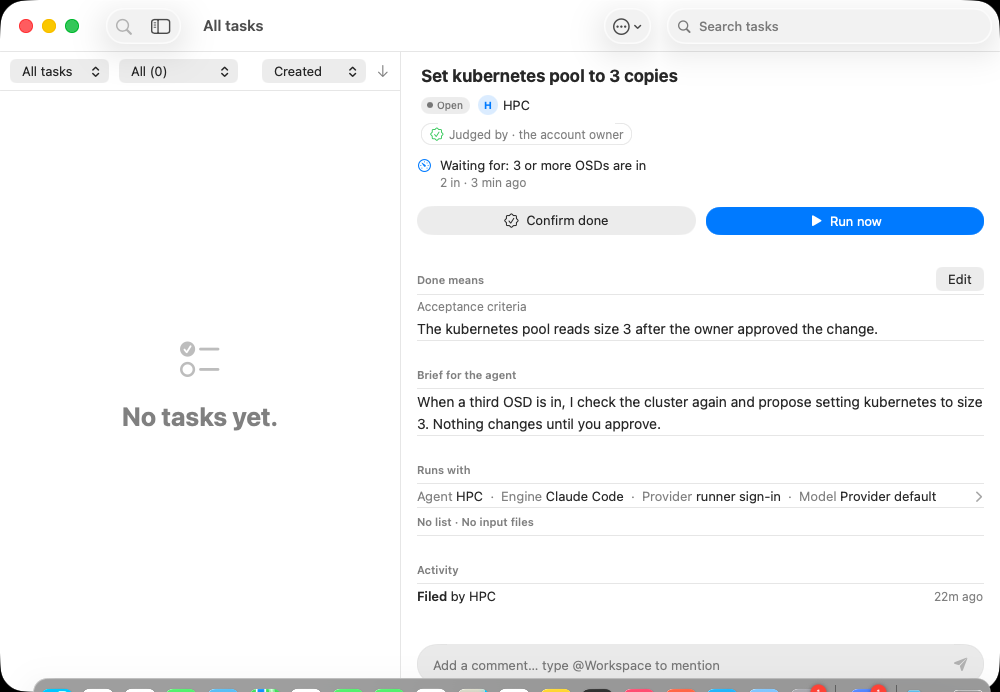 All tasks
Search tasks
All tasks
All (0)
Created
No tasks yet.
Set kubernetes pool to 3 copies
Open
H
HPC
Judged by · the account owner
Waiting for: 3 or more OSDs are in
2 in · 3 min ago
Confirm done
Run now
Done means
Edit
Acceptance criteria
The kubernetes pool reads size 3 after the owner approved the change.
Brief for the agent
When a third OSD is in, I check the cluster again and propose setting kubernetes to size
3. Nothing changes until you approve.
Runs with
Agent HPC · Engine Claude Code · Provider runner sign-in · Model Provider default
No list · No input files
Activity
Filed by HPC
22m ago
Add a comment... type @Workspace to mention